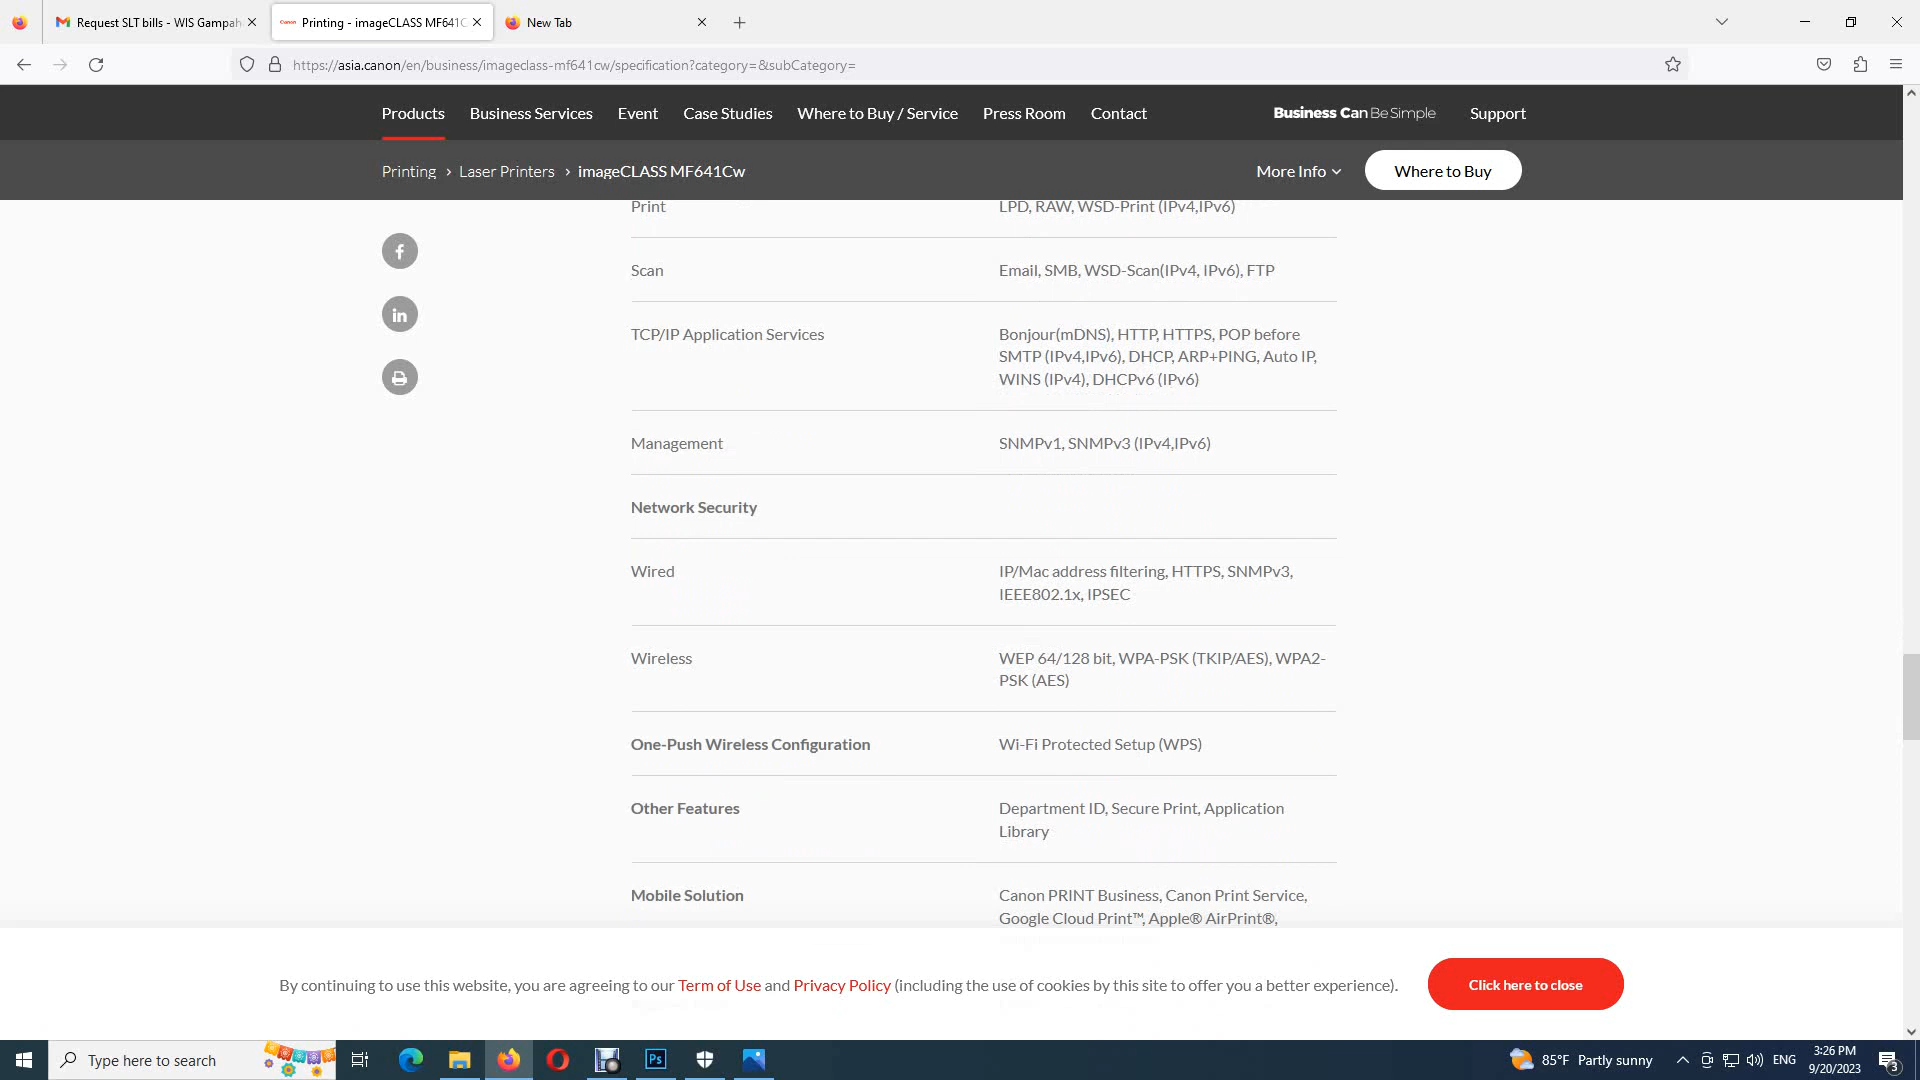 Request SLT bills - WIS Gampah
Canon
Printing - imageCLASS MF641C
New Tab
https://asia.canon/en/business/imageclass-mf641cw/specification?category=&subCategory=
Products
Business Services
Event
Case Studies
Where to Buy / Service
Press Room
Contact
Business Can Be Simple
Support
Printing › Laser Printers › imageCLASS MF641Cw
More Info
Where to Buy
Print LPD, RAW, WSD-Print (IPv4,IPv6)
Scan Email, SMB, WSD-Scan(IPv4, IPv6), FTP
TCP/IP Application Services Bonjour(mDNS), HTTP, HTTPS, POP before
SMTP (IPv4,IPv6), DHCP, ARP+PING, Auto IP,
WINS (IPv4), DHCPv6 (IPv6)
Management SNMPv1, SNMPv3 (IPv4,IPv6)
Network Security
Wired IP/Mac address filtering, HTTPS, SNMPv3,
IEEE802.1x, IPSEC
Wireless WEP 64/128 bit, WPA-PSK (TKIP/AES), WPA2-
PSK (AES)
One-Push Wireless Configuration Wi-Fi Protected Setup (WPS)
Other Features Department ID, Secure Print, Application
Library
Mobile Solution Canon PRINT Business, Canon Print Service,
Google Cloud Print™, Apple® AirPrint®,
By continuing to use this website, you are agreeing to our Term of Use and Privacy Policy (including the use of cookies by this site to offer you a better experience).
Click here to close
Type here to search
Ps
85°F Partly sunny
ENG
3:26 PM
9/20/2023
3